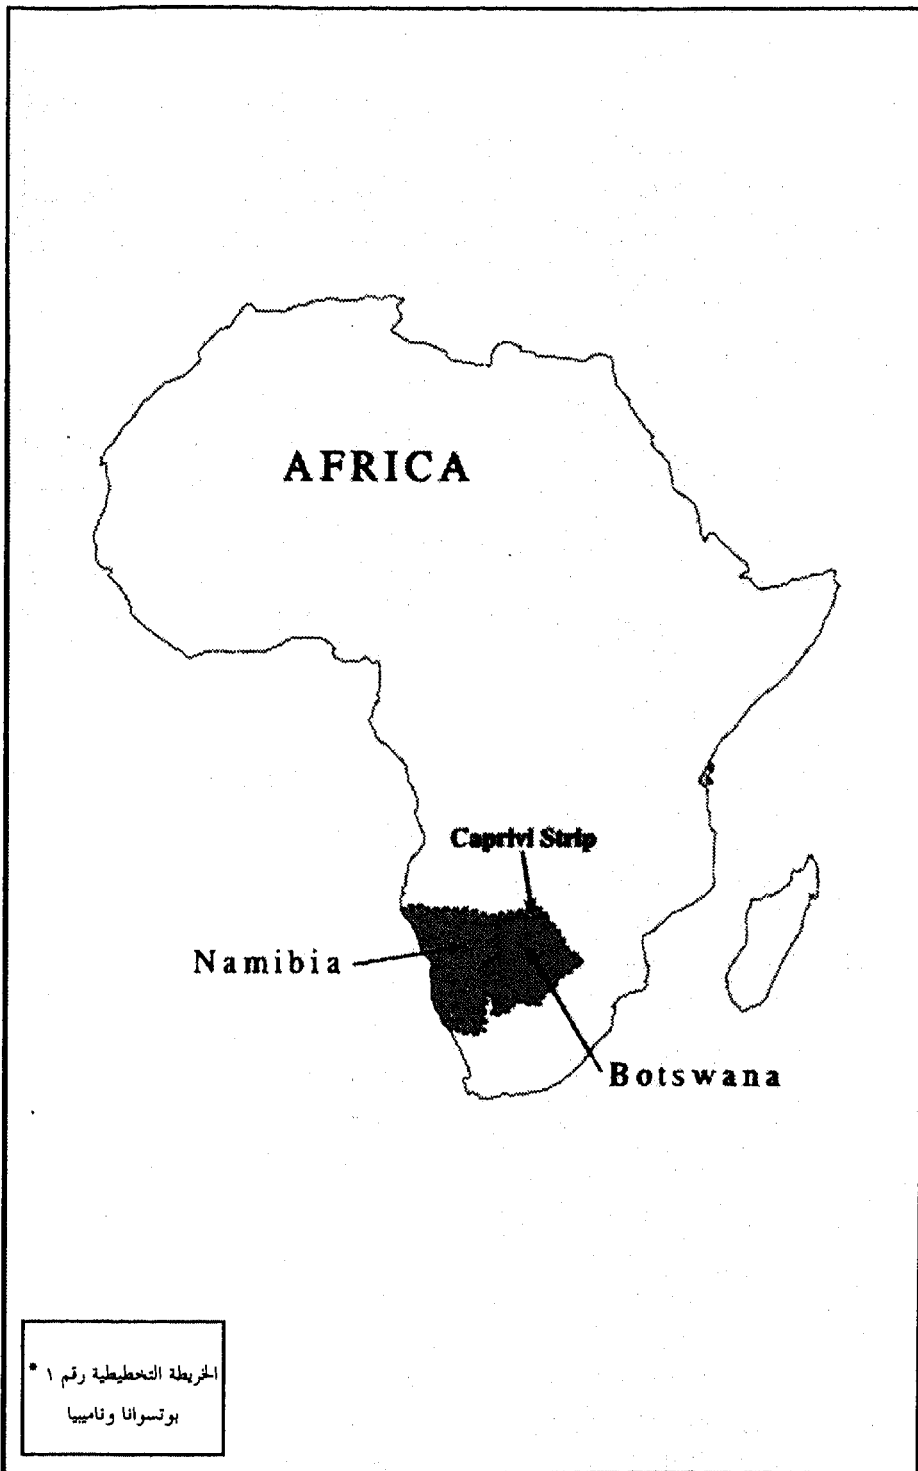 AFRICA
Caprivi Strip
Namibia
Botswana
الخريطة التخطيطية رقم ١ *
بوتسوانا وناميبيا